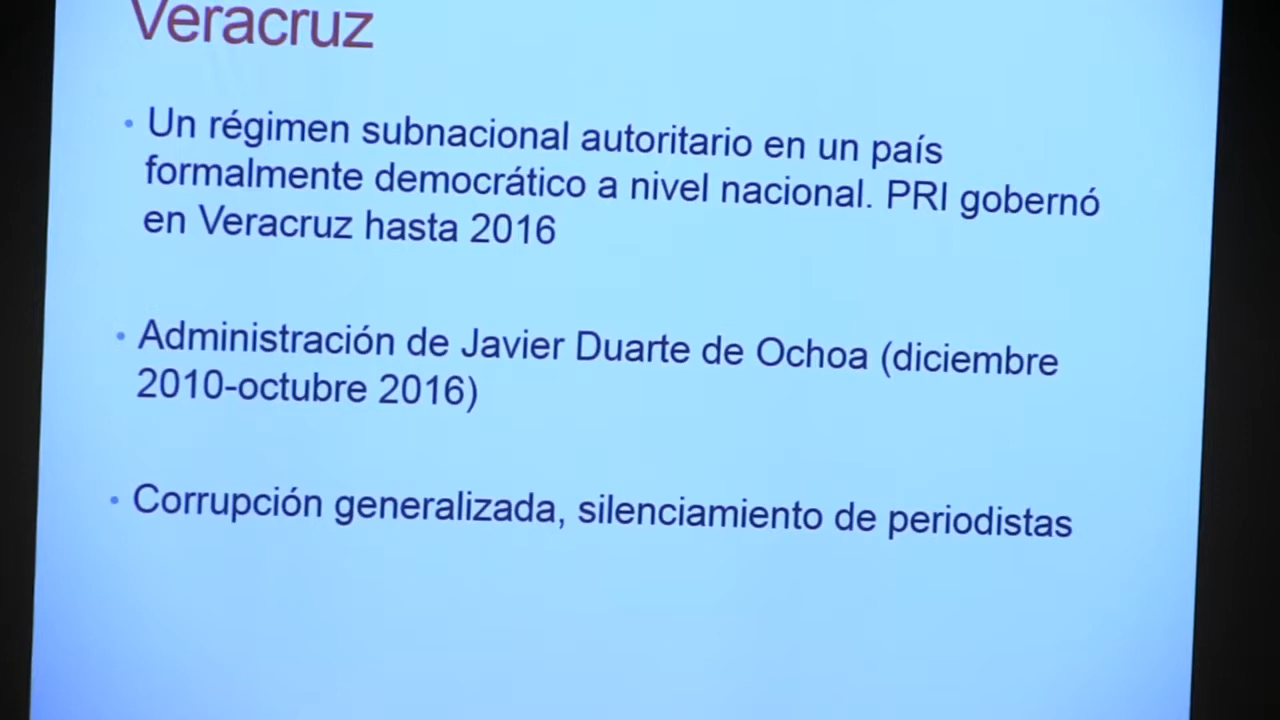 Veracruz
• Un régimen subnacional autoritario en un país
formalmente democrático a nivel nacional. PRI gobernó
en Veracruz hasta 2016
• Administración de Javier Duarte de Ochoa (diciembre
2010-octubre 2016)
• Corrupción generalizada, silenciamiento de periodistas